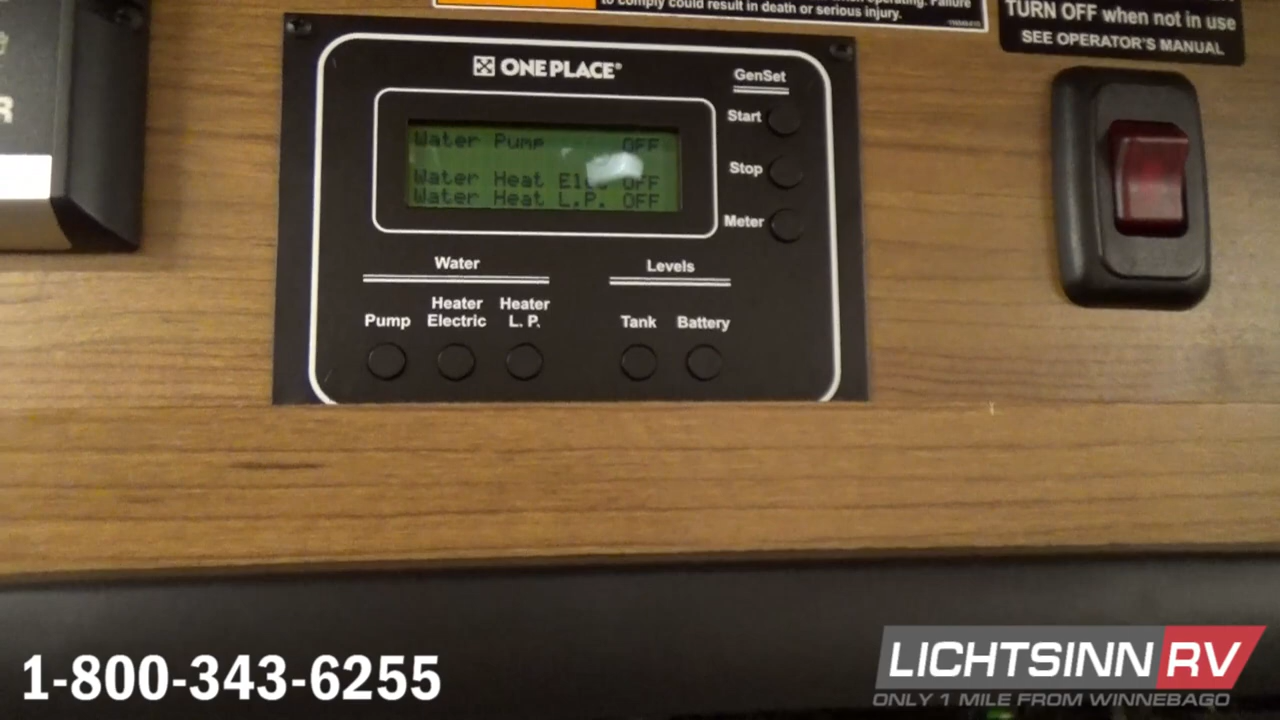 operating. Failure
to comply could result in death or serious injury.
TURN OFF when not in use
SEE OPERATOR'S MANUAL
R
ONE PLACE®
GenSet
Start
Stop
Meter
Water Pump OFF
Water Heat Elec OFF
Water Heat L.P. OFF
Water
Levels
Pump
Heater Electric
Heater L. P.
Tank
Battery
1-800-343-6255
LICHTSINN RV
ONLY 1 MILE FROM WINNEBAGO